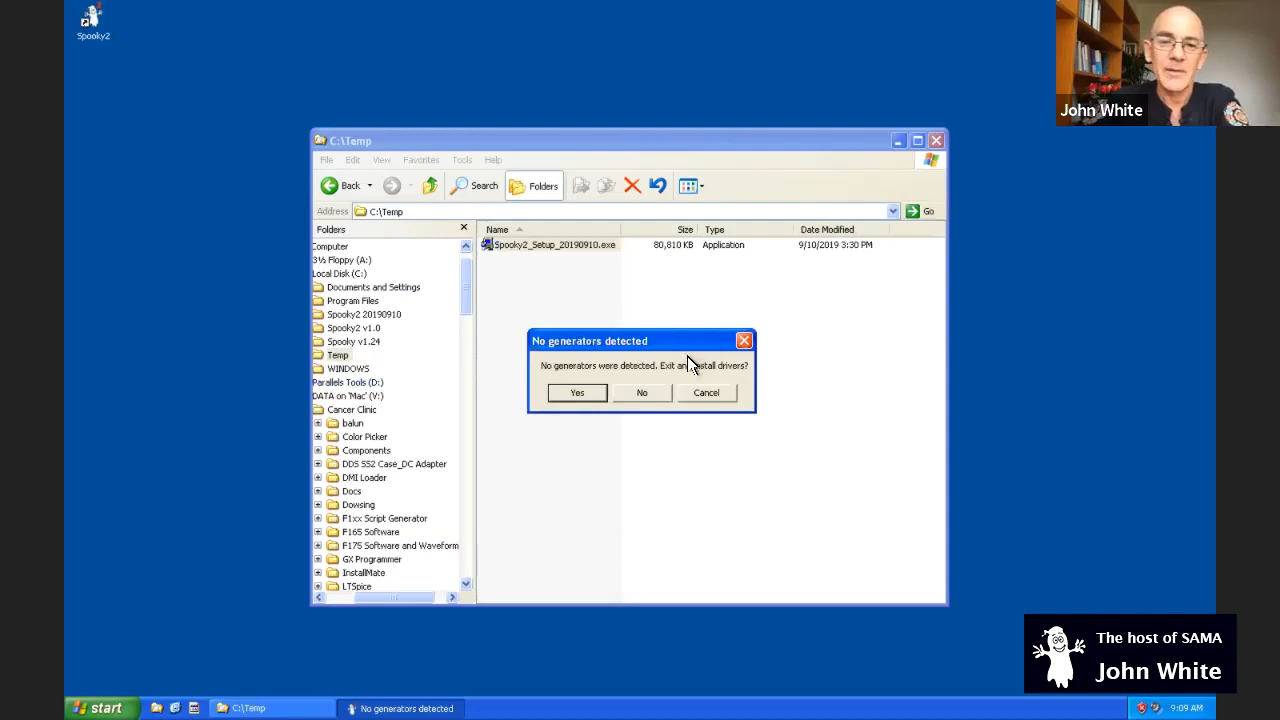 Spooky2
John White
C:\Temp
File Edit View Favorites Tools Help
Back Search Folders
Address C:\Temp Go
Folders
Name Size Type Date Modified
Computer
3½ Floppy (A:)
Local Disk (C:)
Documents and Settings
Program Files
Spooky2 20190910
Spooky2 v1.0
Spooky v1.24
Temp
WINDOWS
Parallels Tools (D:)
DATA on 'Mac' (V:)
Cancer Clinic
balun
Color Picker
Components
DDS SS2 Case_DC Adapter
DMI Loader
Docs
Dowsing
F1xx Script Generator
F165 Software
F175 Software and Waveform
GX Programmer
InstallMate
LTSpice
Spooky2_Setup_20190910.exe 80,810 KB Application 9/10/2019 3:30 PM
No generators detected
No generators were detected. Exit an stall drivers?
Yes No Cancel
The host of SAMA
John White
start C:\Temp No generators detected 9:09 AM